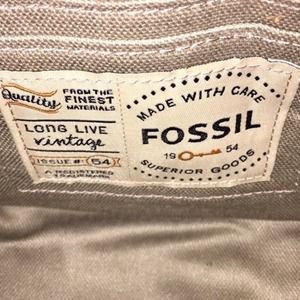 Quality
FROM THE
FINEST
MATERIALS
LONG LIVE
vintage
ISSUE #: 54
A REGISTERED
TRADEMARK
MADE WITH CARE
FOSSIL
19 54
SUPERIOR GOODS